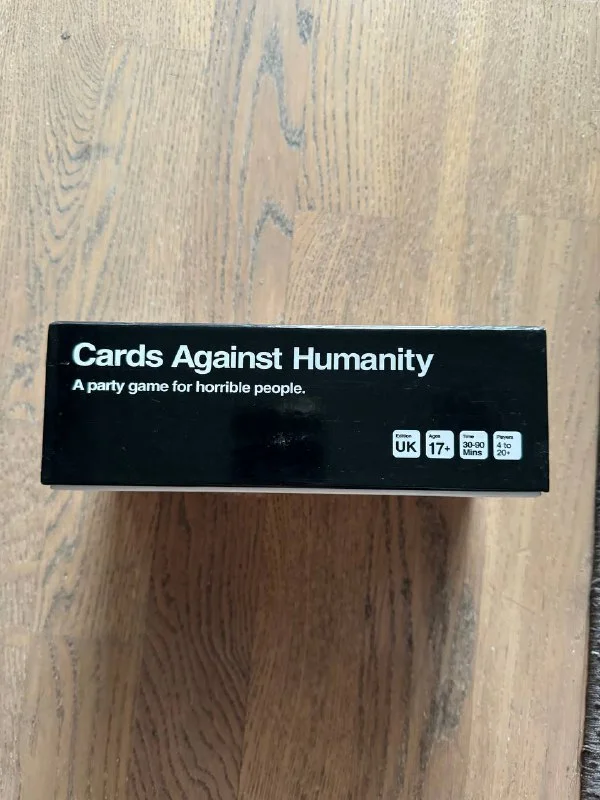 Cards Against Humanity
A party game for horrible people.
Edition
UK
Ages
17+
Time
30-90
Mins
Players
4 to
20+